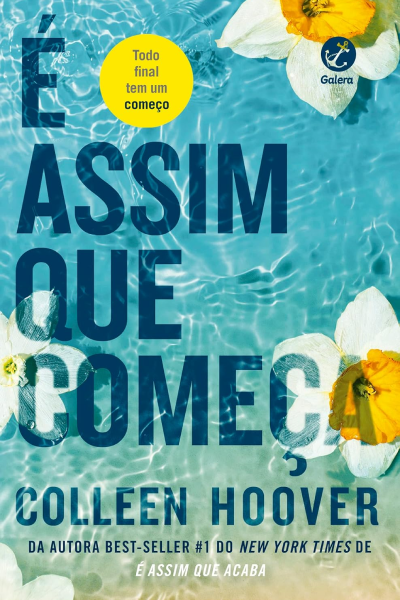 É
Todo
final
tem um
começo
Galera
ASSIM
QUE
COMEÇA
COLLEEN HOOVER
DA AUTORA BEST-SELLER #1 DO NEW YORK TIMES DE
É ASSIM QUE ACABA